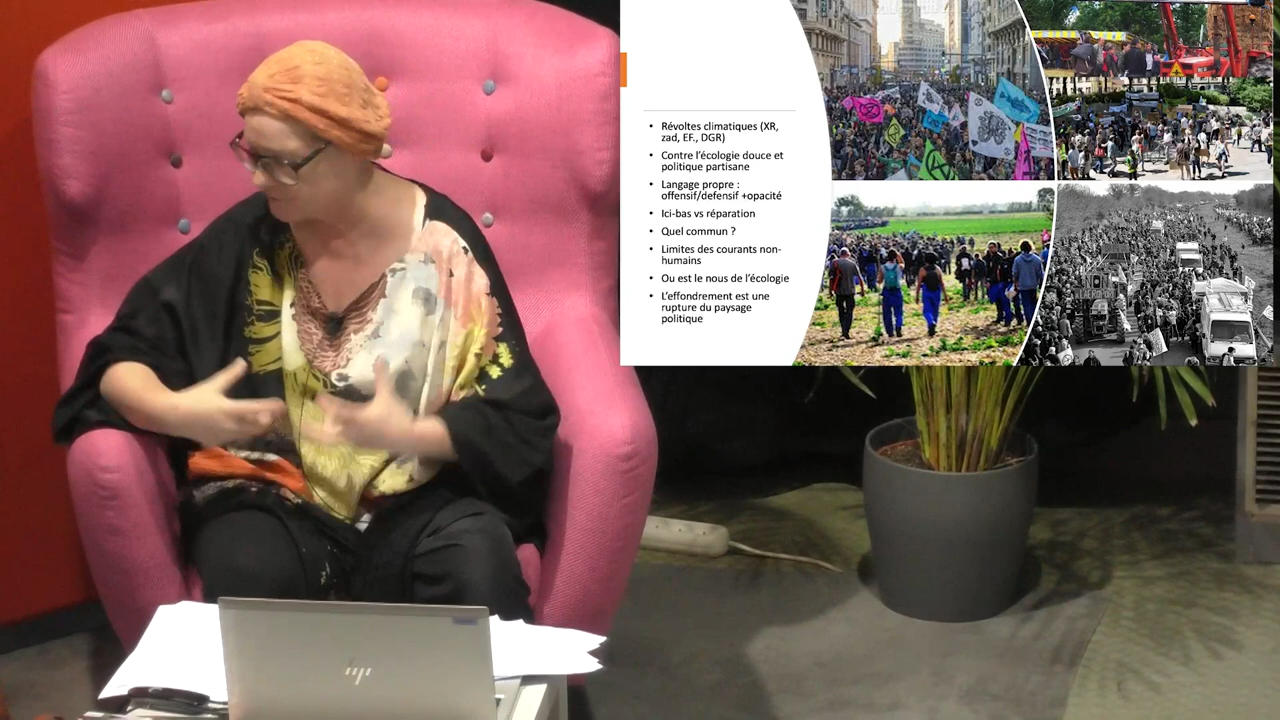 • Révoltes climatiques (XR,
zad, EF., DGR)
• Contre l'écologie douce et
politique partisane
• Langage propre :
offensif/defensif +opacité
• Ici-bas vs réparation
• Quel commun ?
• Limites des courants non-
humains
• Ou est le nous de l'écologie
• L'effondrement est une
rupture du paysage
politique
hp